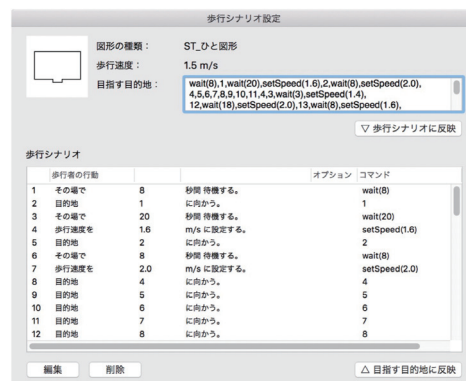 歩行シナリオ設定
図形の種類： ST_ひと図形
歩行速度： 1.5 m/s
目指す目的地： wait(8),1,wait(20),setSpeed(1.6),2,wait(8),setSpeed(2.0),
4,5,6,7,8,9,10,11,4,3,wait(3),setSpeed(1.4),
12,wait(18),setSpeed(2.0),13,wait(8),setSpeed(1.6),
▽ 歩行シナリオに反映
歩行シナリオ
歩行者の行動 オプション コマンド
1 その場で 8 秒間 待機する。 wait(8)
2 目的地 1 に向かう。 1
3 その場で 20 秒間 待機する。 wait(20)
4 歩行速度を 1.6 m/s に設定する。 setSpeed(1.6)
5 目的地 2 に向かう。 2
6 その場で 8 秒間 待機する。 wait(8)
7 歩行速度を 2.0 m/s に設定する。 setSpeed(2.0)
8 目的地 4 に向かう。 4
9 目的地 5 に向かう。 5
10 目的地 6 に向かう。 6
11 目的地 7 に向かう。 7
12 目的地 8 に向かう。 8
編集 削除 △ 目指す目的地に反映